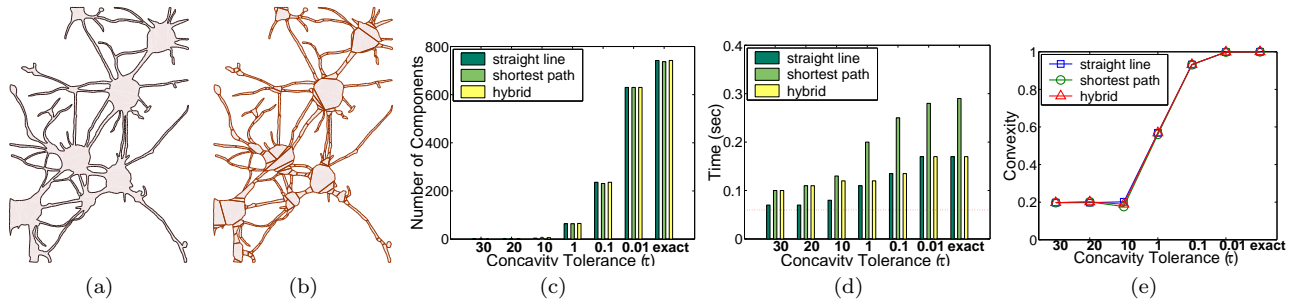 800
600
400
200
0
Number of Components
straight line
shortest path
hybrid
30 20 10 1 0.1 0.01 exact
Concavity Tolerance (τ)
0.4
0.3
0.2
0.1
0
Time (sec)
straight line
shortest path
hybrid
30 20 10 1 0.1 0.01 exact
Concavity Tolerance (τ)
1
0.8
0.6
0.4
0.2
0
Convexity
straight line
shortest path
hybrid
30 20 10 1 0.1 0.01 exact
Concavity Tolerance (τ)
(a) (b) (c) (d) (e)